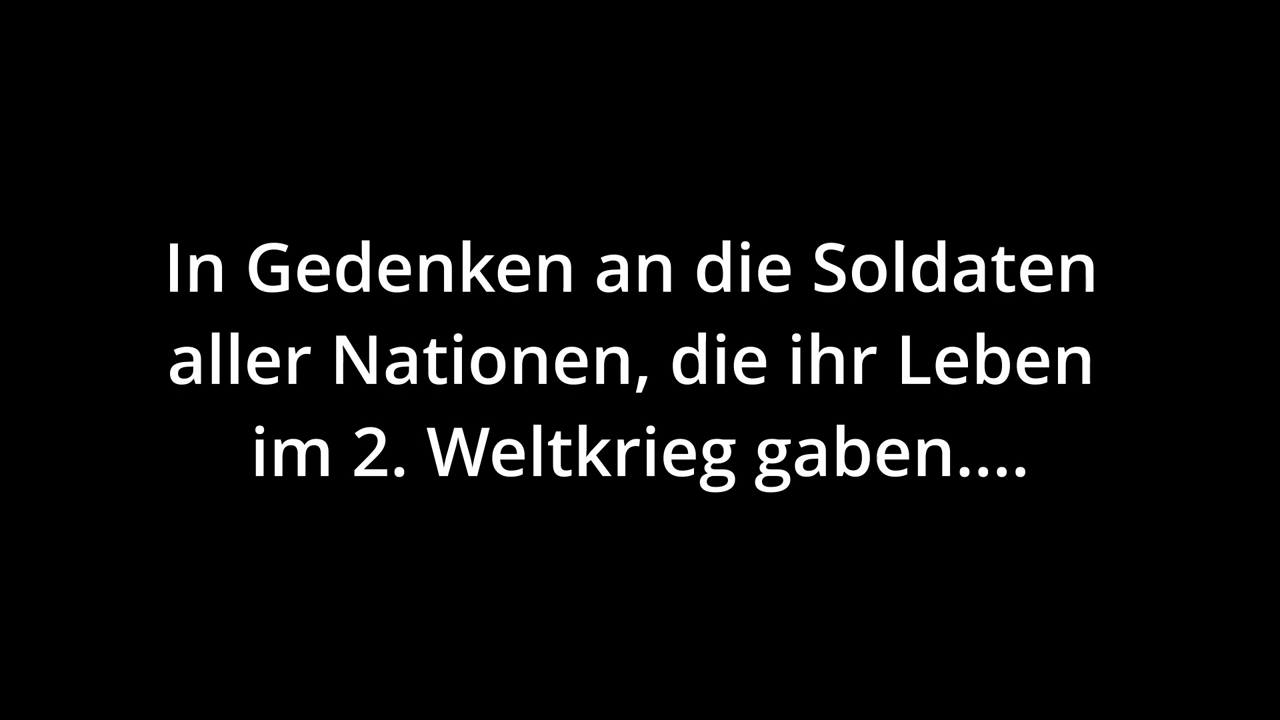 In Gedenken an die Soldaten
aller Nationen, die ihr Leben
im 2. Weltkrieg gaben....